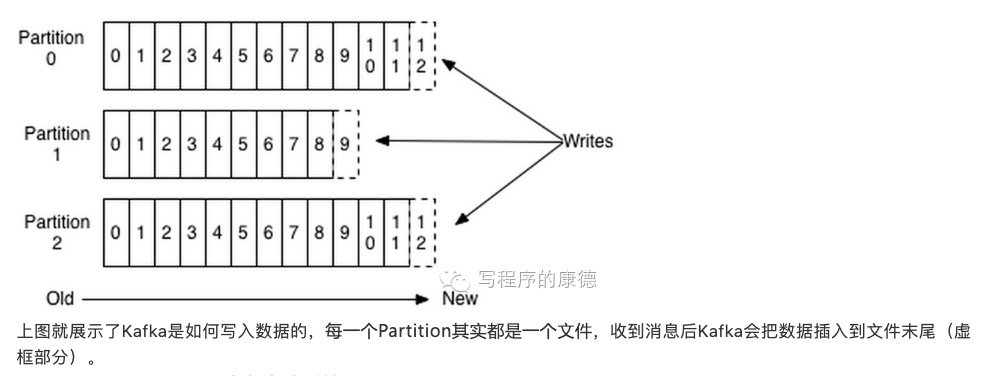 Partition 0
0 1 2 3 4 5 6 7 8 9 10 11 12
Partition 1
0 1 2 3 4 5 6 7 8 9
Writes
Partition 2
0 1 2 3 4 5 6 7 8 9 10 11 12
写程序的康德
Old New
上图就展示了Kafka是如何写入数据的，每一个Partition其实都是一个文件，收到消息后Kafka会把数据插入到文件末尾（虚
框部分）。